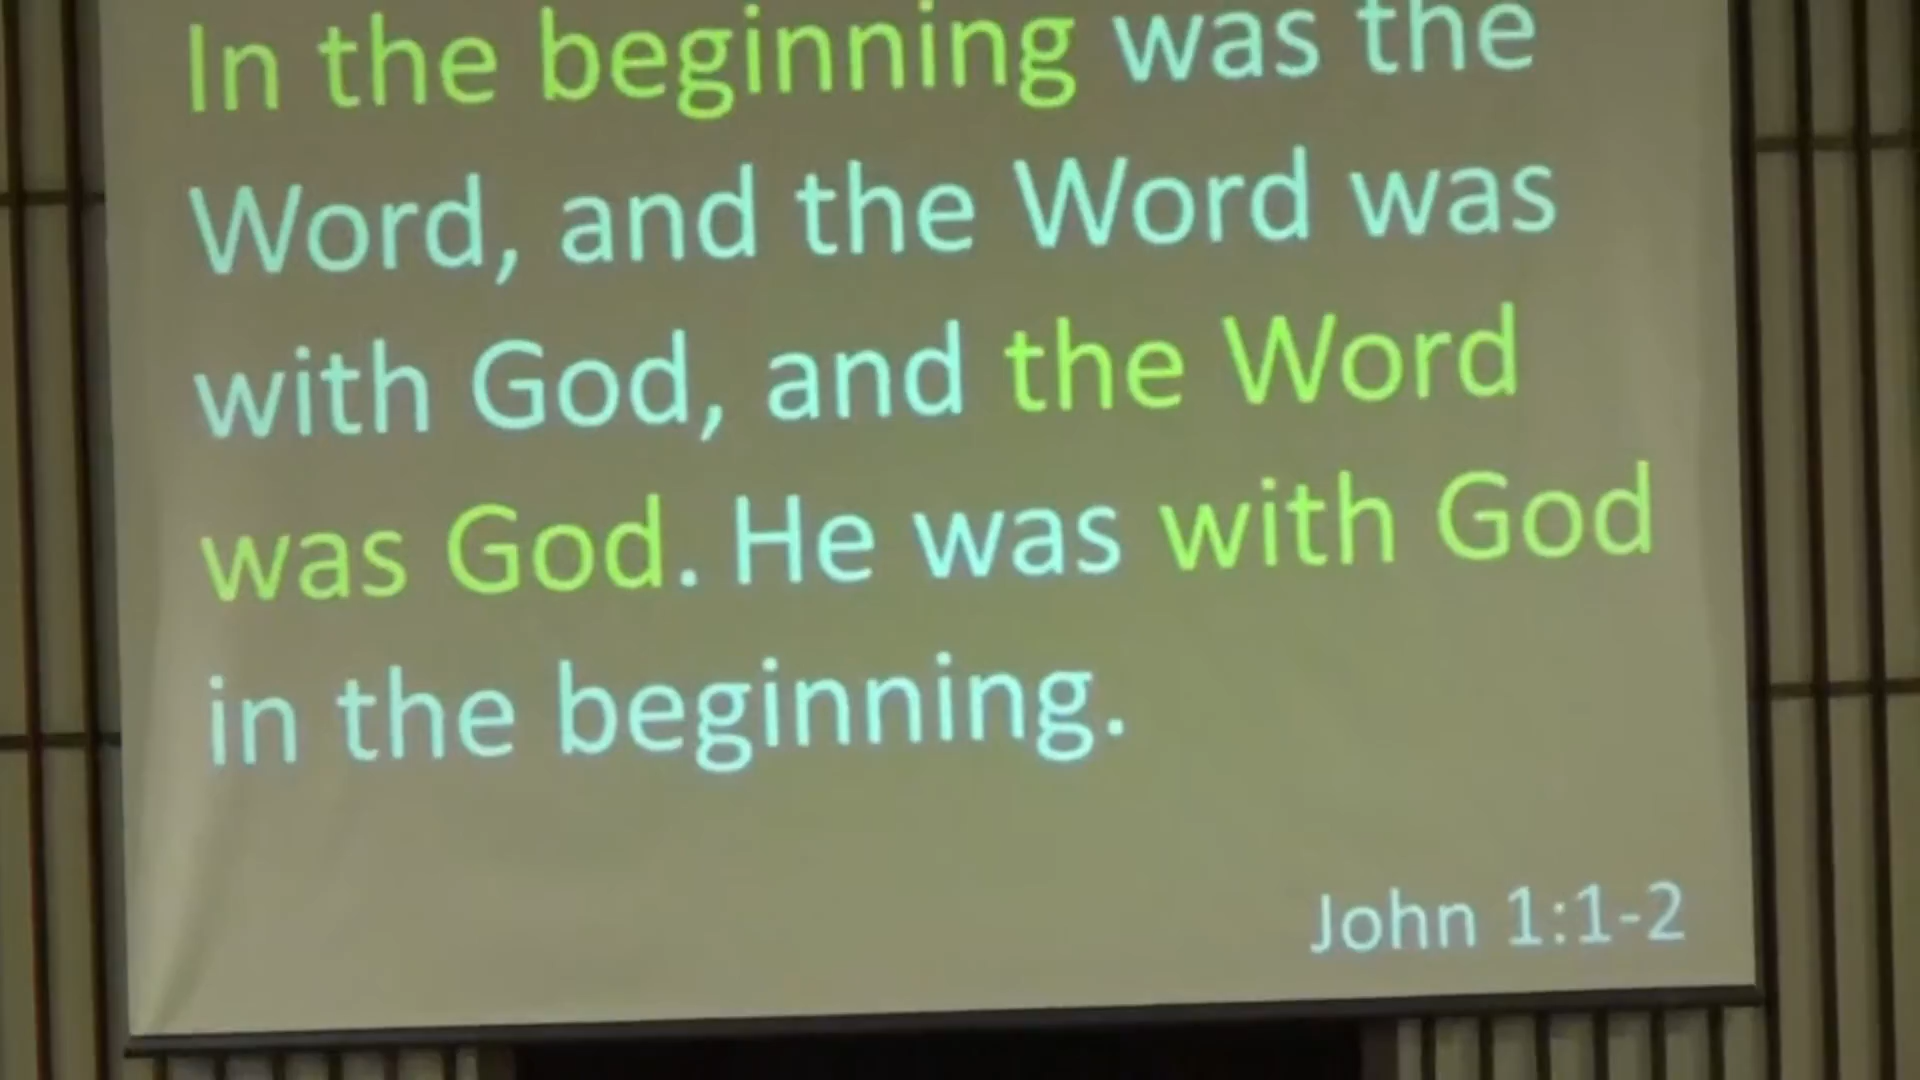 In the beginning was the
Word, and the Word was
with God, and the Word
was God. He was with God
in the beginning.
John 1:1-2